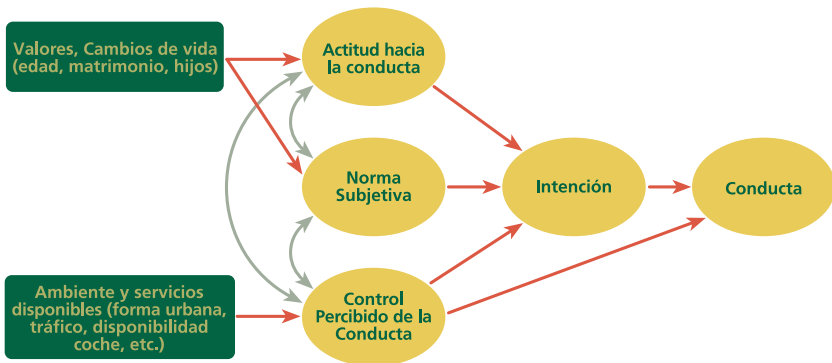 Valores, Cambios de vida
(edad, matrimonio, hijos)
Actitud hacia
la conducta
Norma
Subjetiva
Intención
Conducta
Ambiente y servicios
disponibles (forma urbana,
tráfico, disponibilidad
coche, etc.)
Control
Percibido de la
Conducta